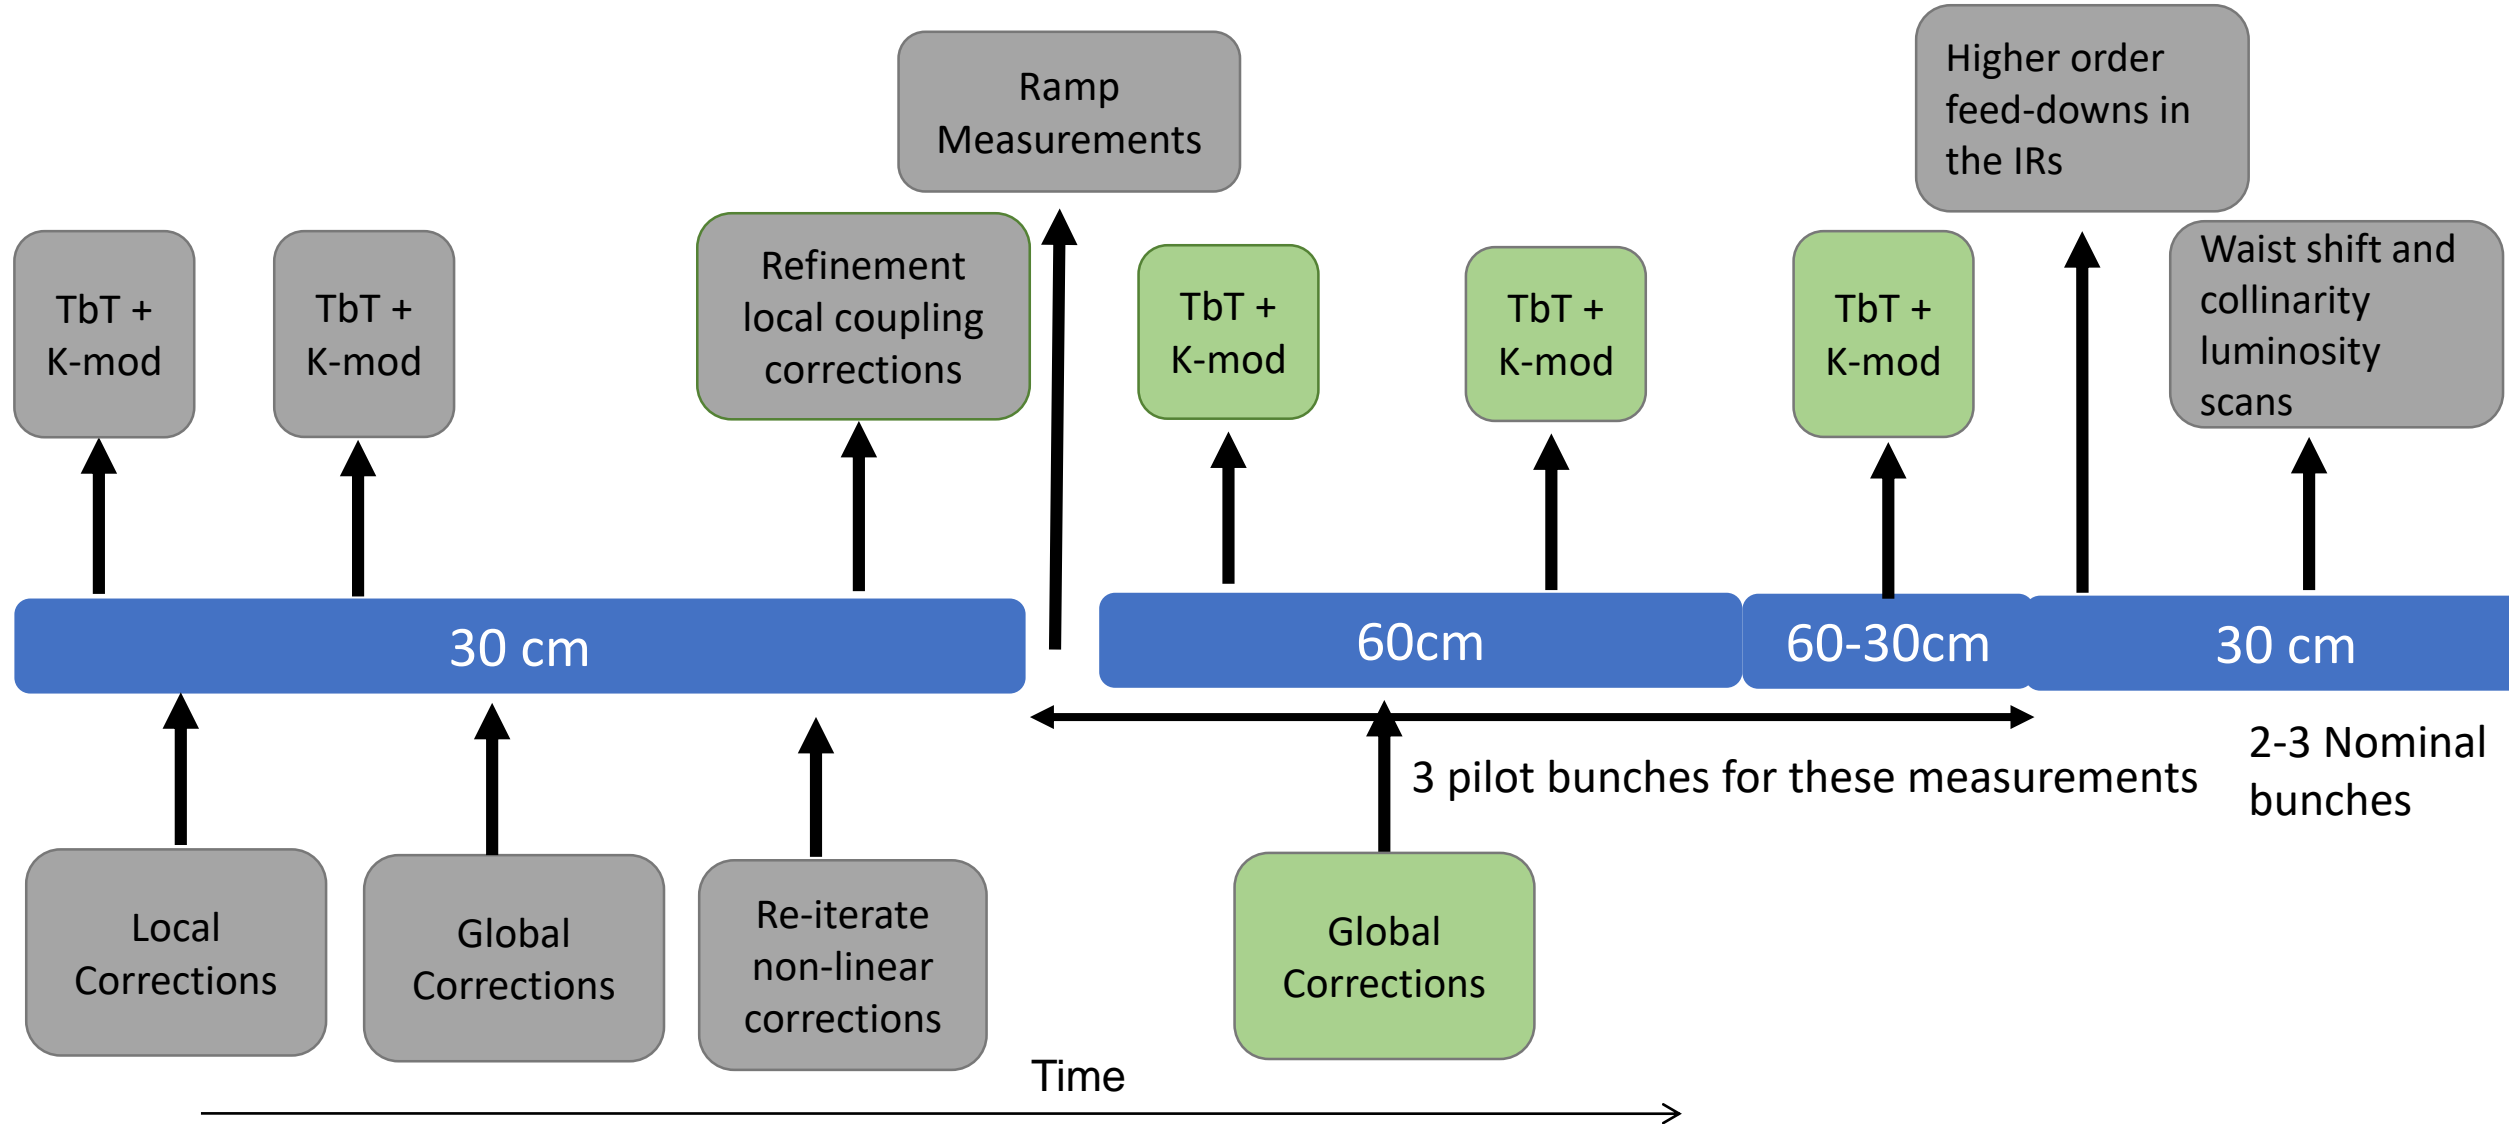 Ramp
Measurements
Higher order
feed-downs in
the IRs
TbT +
K-mod
TbT +
K-mod
Refinement
local coupling
corrections
TbT +
K-mod
TbT +
K-mod
TbT +
K-mod
Waist shift and
collinarity
luminosity
scans
30 cm
60cm
60-30cm
30 cm
3 pilot bunches for these measurements
2-3 Nominal
bunches
Local
Corrections
Global
Corrections
Re-iterate
non-linear
corrections
Global
Corrections
Time